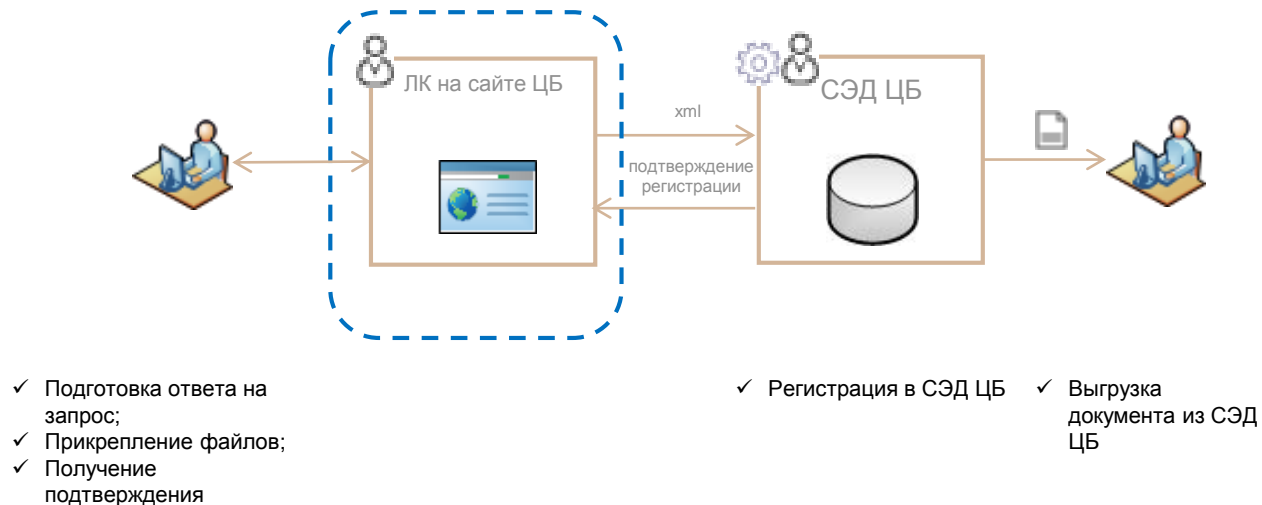 ЛК на сайте ЦБ
СЭД ЦБ
xml
подтверждение
регистрации
✓ Подготовка ответа на
запрос;
✓ Прикрепление файлов;
✓ Получение
подтверждения
✓ Регистрация в СЭД ЦБ
✓ Выгрузка
документа из СЭД
ЦБ